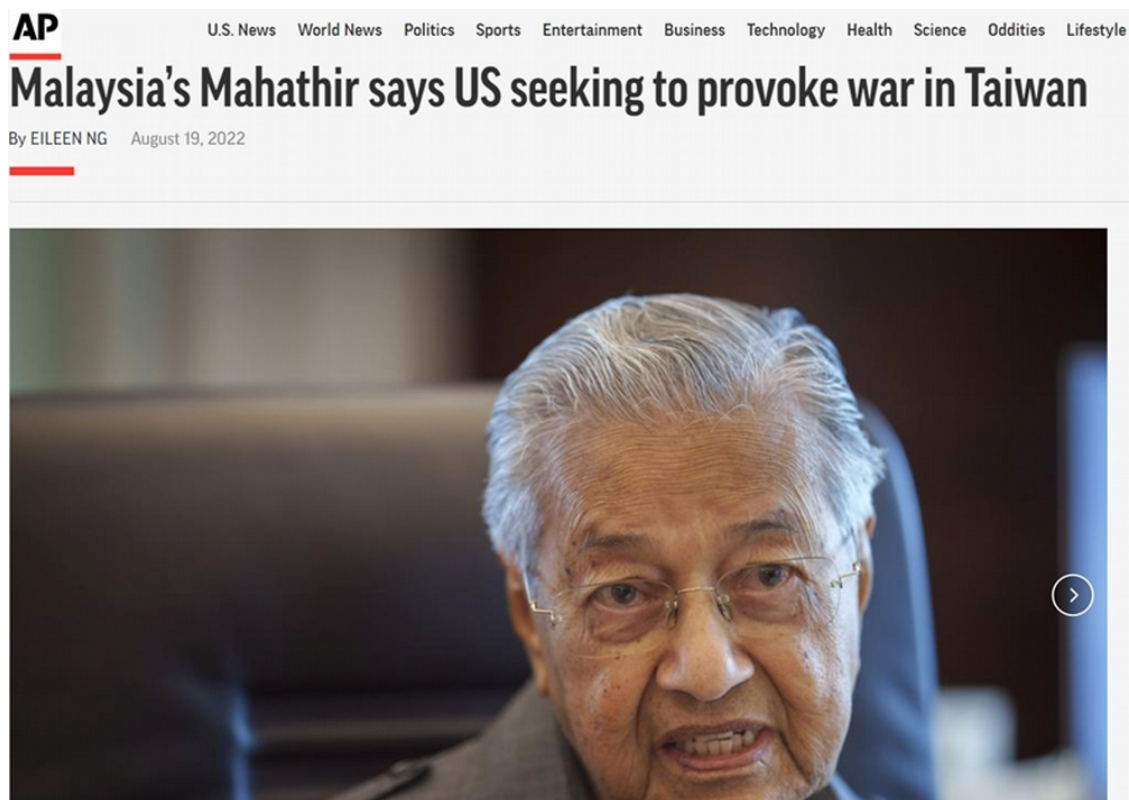 AP
U.S. News World News Politics Sports Entertainment Business Technology Health Science Oddities Lifestyle
Malaysia’s Mahathir says US seeking to provoke war in Taiwan
By EILEEN NG August 19, 2022